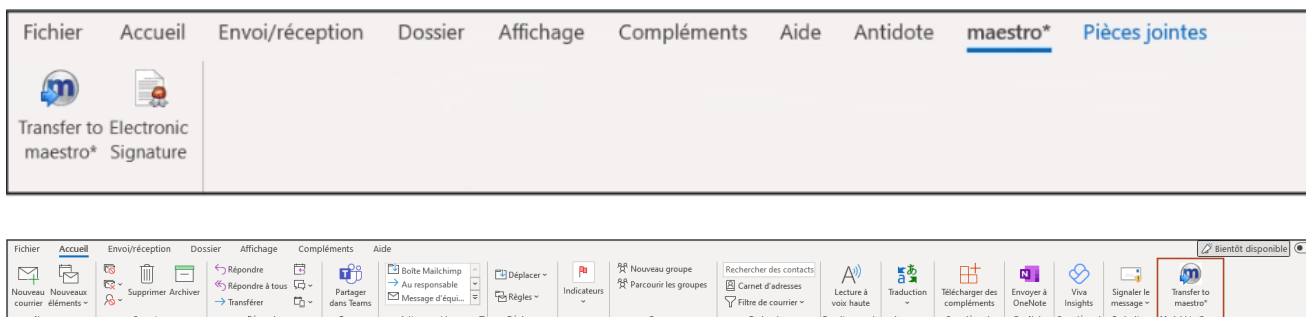 Fichier Accueil Envoi/réception Dossier Affichage Compléments Aide Antidote maestro* Pièces jointes
Transfer to Electronic
maestro* Signature
Fichier Accueil Envoi/réception Dossier Affichage Compléments Aide Bientôt disponible
Répondre Boîte Mailchimp Nouveau groupe Rechercher des contacts
Déplacer
Nouveau Nouveaux Supprimer Archiver Répondre à tous Partager Au responsable Indicateurs Parcourir les groupes Carnet d'adresses Lecture à Traduction Télécharger des Envoyer à Viva Signaler le Transfer to
courrier éléments Transférer dans Teams Message d'équi... Règles Filtre de courrier voix haute compléments OneNote Insights message maestro*